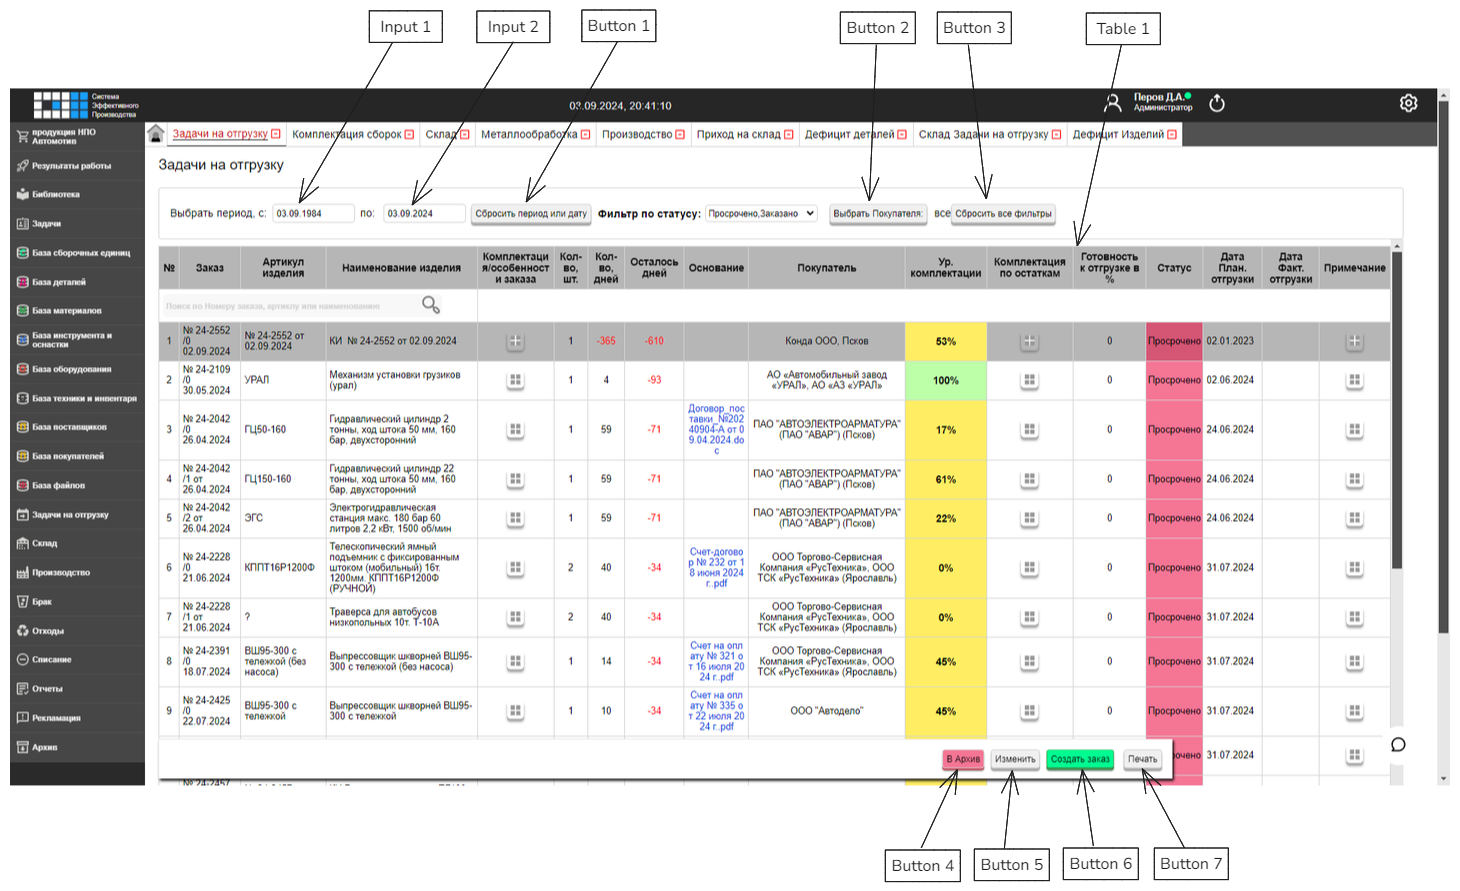 Input 1
Input 2
Button 1
Button 2
Button 3
Table 1
Система
Эффективного
Производства
03.09.2024, 20:41:10
Перов Д.А.
Администратор
продукция НПО
Автомотив
Результаты работы
Библиотека
Задачи
База сборочных единиц
База деталей
База материалов
База инструмента и
оснастки
База оборудования
База техники и инвентаря
База поставщиков
База покупателей
База файлов
Задачи на отгрузку
Склад
Производство
Брак
Отходы
Списание
Отчеты
Рекламация
Архив
Задачи на отгрузку Комплектация сборок Склад Металлообработка Производство Приход на склад Дефицит деталей Склад Задачи на отгрузку Дефицит Изделий
Задачи на отгрузку
Выбрать период, с: 03.09.1984 по: 03.09.2024 Сбросить период или дату Фильтр по статусу: Просрочено,Заказано Выбрать Покупателя: все Сбросить все фильтры
№
Заказ
Артикул
изделия
Наименование изделия
Комплектаци
я/особенност
и заказа
Кол-
во,
шт.
Кол-
во,
дней
Осталось
дней
Основание
Покупатель
Ур.
комплектации
Комплектация
по остаткам
Готовность
к отгрузке в
%
Статус
Дата
План.
отгрузки
Дата
Факт.
отгрузки
Примечание
Поиск по Номеру заказа, артиклу или наименованию
1
№ 24-2552
/0
02.09.2024
№ 24-2552 от
02.09.2024
КИ № 24-2552 от 02.09.2024
1
-365
-610
Конда ООО, Псков
53%
0
Просрочено
02.01.2023
2
№ 24-2109
/0
30.05.2024
УРАЛ
Механизм установки грузиков
(урал)
1
4
-93
АО «Автомобильный завод
«УРАЛ», АО «АЗ «УРАЛ»
100%
0
Просрочено
02.06.2024
3
№ 24-2042
/0
26.04.2024
ГЦ50-160
Гидравлический цилиндр 2
тонны, ход штока 50 мм, 160
бар, двухсторонний
1
59
-71
Договор_пос
тавки_№202
40904-А от 0
9.04.2024.do
c
ПАО "АВТОЭЛЕКТРОАРМАТУРА"
(ПАО "АВАР") (Псков)
17%
0
Просрочено
24.06.2024
4
№ 24-2042
/1 от
26.04.2024
ГЦ150-160
Гидравлический цилиндр 22
тонны, ход штока 50 мм, 160
бар, двухсторонний
1
59
-71
ПАО "АВТОЭЛЕКТРОАРМАТУРА"
(ПАО "АВАР") (Псков)
61%
0
Просрочено
24.06.2024
5
№ 24-2042
/2 от
26.04.2024
ЭГС
Электрогидравлическая
станция макс. 180 бар 60
литров 2,2 кВт, 1500 об/мин
1
59
-71
ПАО "АВТОЭЛЕКТРОАРМАТУРА"
(ПАО "АВАР") (Псков)
22%
0
Просрочено
24.06.2024
6
№ 24-2228
/0
21.06.2024
КППТ16Р1200Ф
Телескопический ямный
подъемник с фиксированным
штоком (мобильный) 16т.
1200мм. КППТ16Р1200Ф
(РУЧНОЙ)
2
40
-34
Счет-догово
р № 232 от 1
8 июня 2024
г..pdf
ООО Торгово-Сервисная
Компания «РусТехника», ООО
ТСК «РусТехника» (Ярославль)
0%
0
Просрочено
31.07.2024
7
№ 24-2228
/1 от
21.06.2024
?
Траверса для автобусов
низкопольных 10т. Т-10А
2
40
-34
ООО Торгово-Сервисная
Компания «РусТехника», ООО
ТСК «РусТехника» (Ярославль)
0%
0
Просрочено
31.07.2024
8
№ 24-2391
/0
18.07.2024
ВШ95-300 с
тележкой (без
насоса)
Выпрессовщик шкворней ВШ95-
300 с тележкой (без насоса)
1
14
-34
Счет на опл
ату № 321 о
т 16 июля 20
24 г..pdf
ООО Торгово-Сервисная
Компания «РусТехника», ООО
ТСК «РусТехника» (Ярославль)
45%
0
Просрочено
31.07.2024
9
№ 24-2425
/0
22.07.2024
ВШ95-300 с
тележкой
Выпрессовщик шкворней ВШ95-
300 с тележкой
1
10
-34
Счет на опл
ату № 335 о
т 22 июля 20
24 г..pdf
ООО "Автодело"
45%
0
Просрочено
31.07.2024
В Архив Изменить Создать заказ Печать
рочено 31.07.2024
№ 24-2457
Button 4
Button 5
Button 6
Button 7